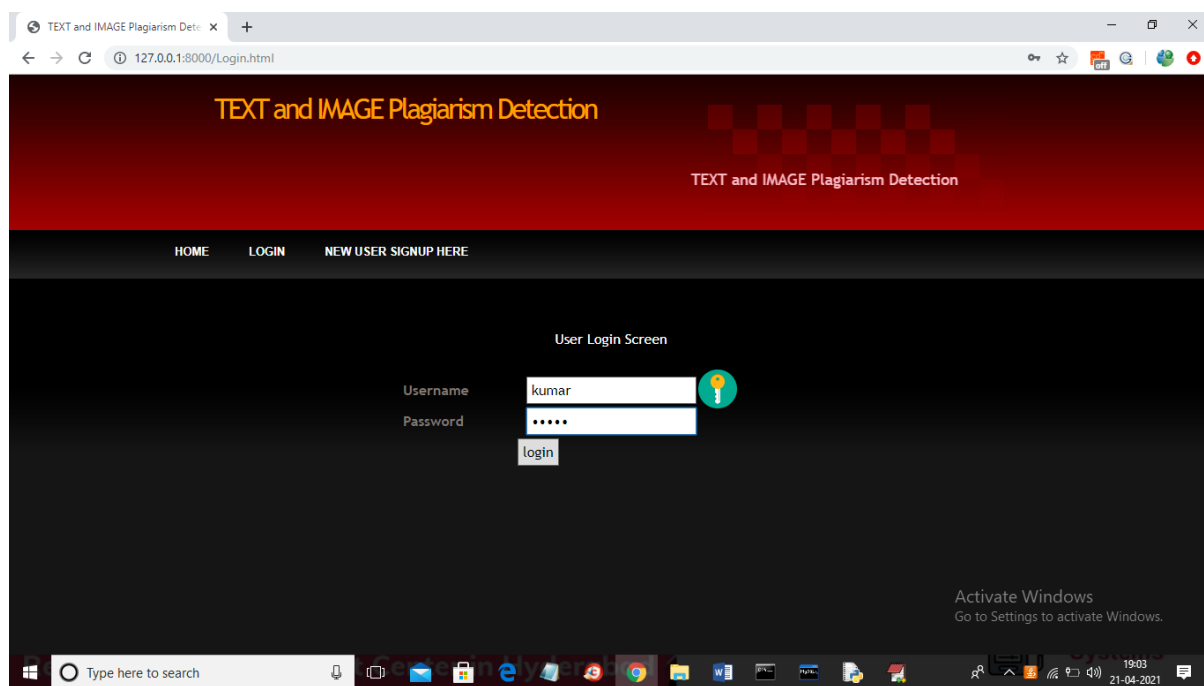 TEXT and IMAGE Plagiarism Dete
127.0.0.1:8000/Login.html
off
TEXT and IMAGE Plagiarism Detection
TEXT and IMAGE Plagiarism Detection
HOME LOGIN NEW USER SIGNUP HERE
User Login Screen
Username kumar
Password •••••
login
Activate Windows
Go to Settings to activate Windows.
Type here to search
19:03
21-04-2021